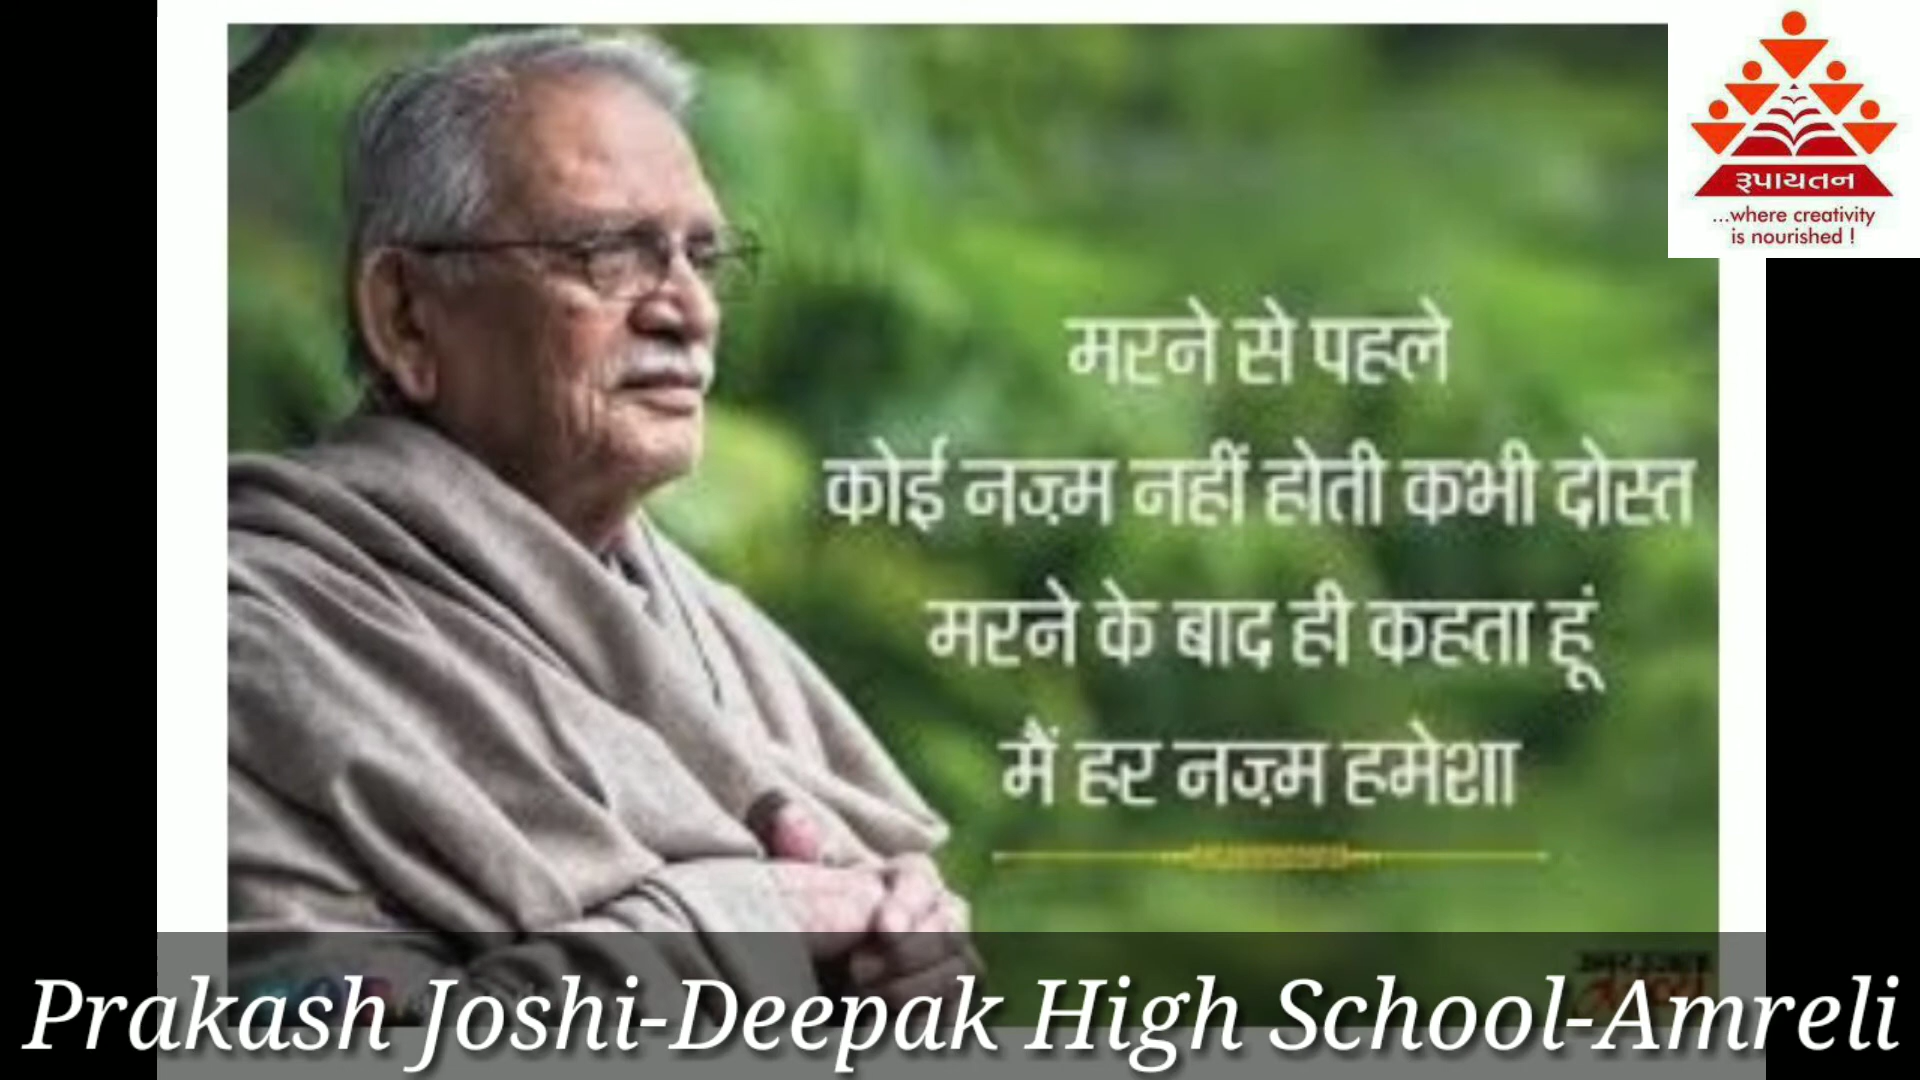 રૂપાયતન
...where creativity
is nourished !
मरने से पहले
कोई नज़्म नहीं होती कभी दोस्त
मरने के बाद ही कहता हूं
मैं हर नज़्म हमेशा
Prakash Joshi-Deepak High School-Amreli